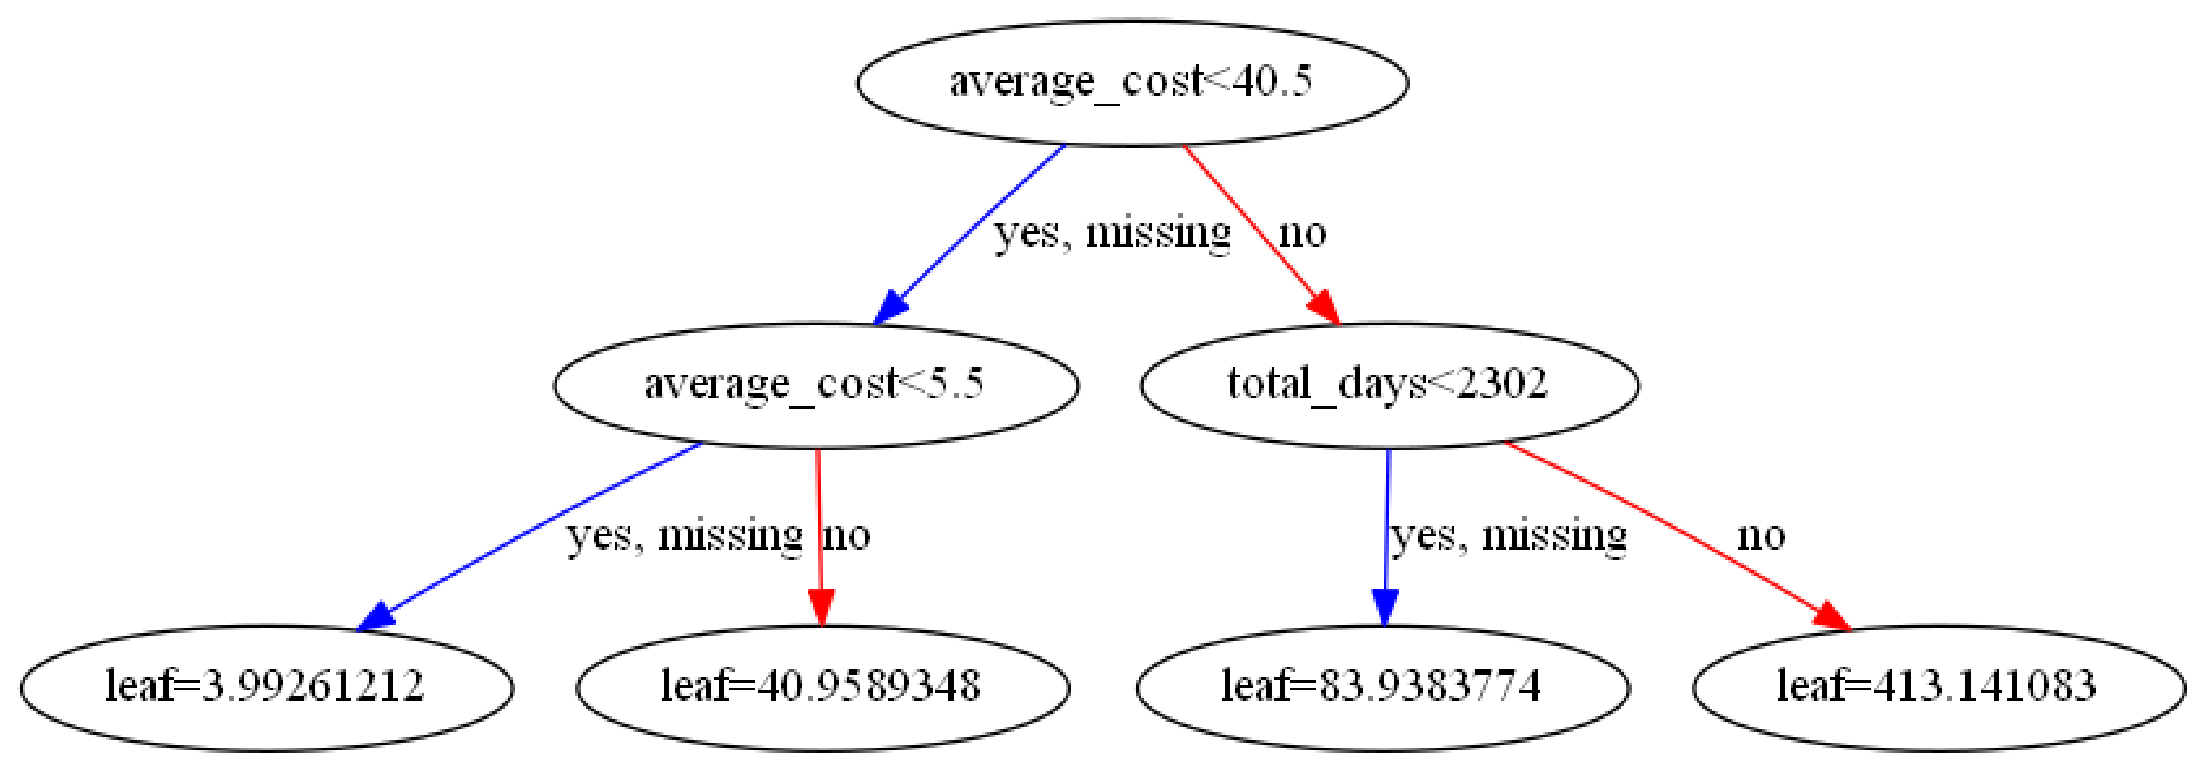 average_cost<40.5
yes, missing
no
average_cost<5.5
total_days<2302
yes, missing
no
yes, missing
no
leaf=3.99261212
leaf=40.9589348
leaf=83.9383774
leaf=413.141083